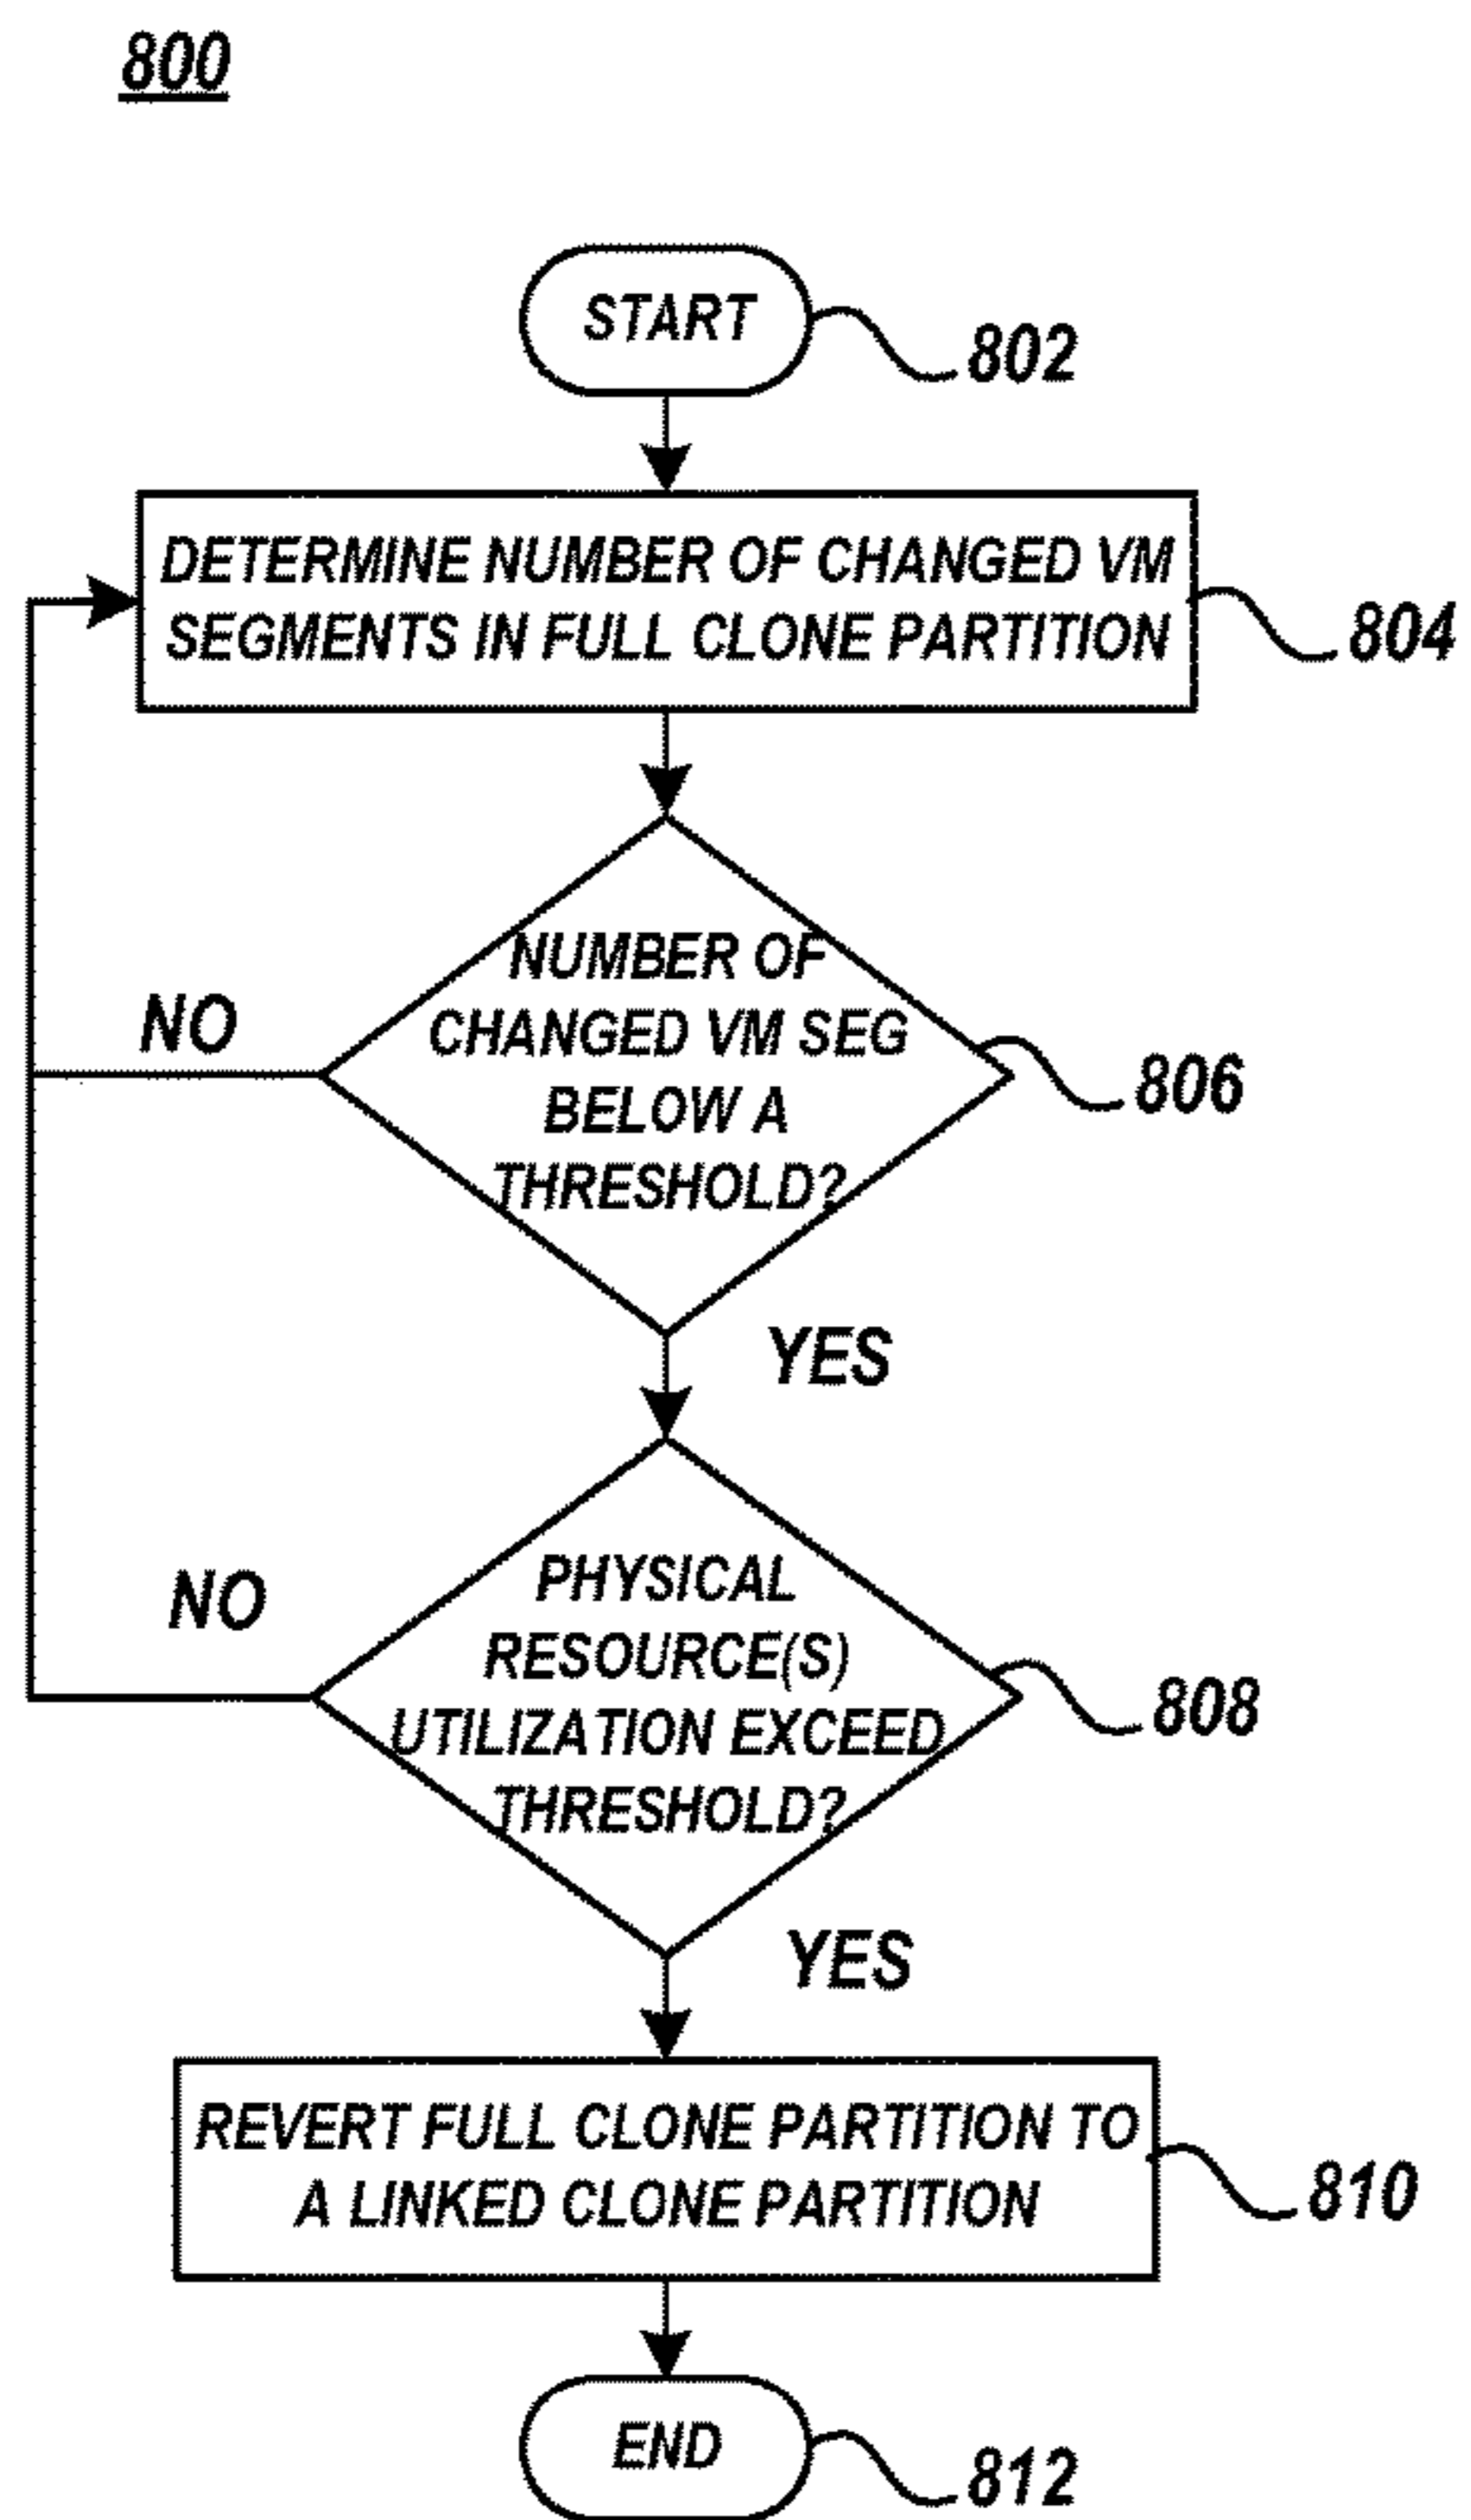 800
START
802
DETERMINE NUMBER OF CHANGED VM
SEGMENTS IN FULL CLONE PARTITION
804
NUMBER OF
CHANGED VM SEG
BELOW A
THRESHOLD?
NO
806
YES
PHYSICAL
RESOURCE(S)
UTILIZATION EXCEED
THRESHOLD?
NO
808
YES
REVERT FULL CLONE PARTITION TO
A LINKED CLONE PARTITION
810
END
812